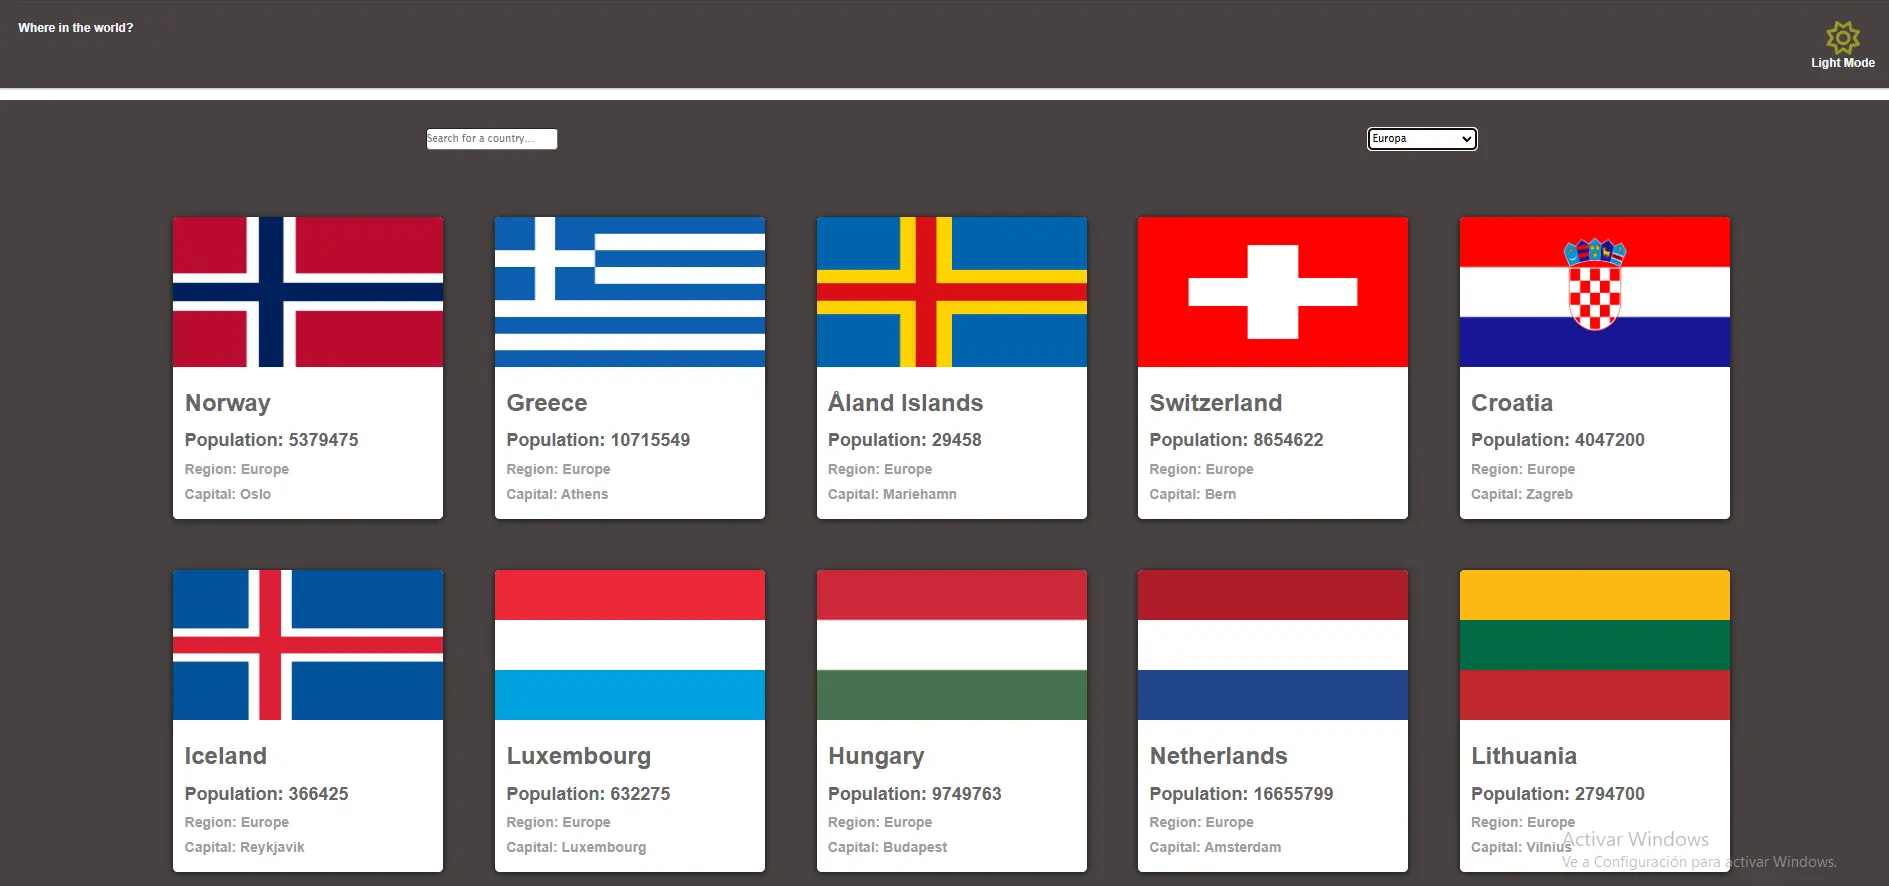 Where in the world?
Light Mode
Search for a country...
Europa
Norway
Population: 5379475
Region: Europe
Capital: Oslo
Greece
Population: 10715549
Region: Europe
Capital: Athens
Åland Islands
Population: 29458
Region: Europe
Capital: Mariehamn
Switzerland
Population: 8654622
Region: Europe
Capital: Bern
Croatia
Population: 4047200
Region: Europe
Capital: Zagreb
Iceland
Population: 366425
Region: Europe
Capital: Reykjavik
Luxembourg
Population: 632275
Region: Europe
Capital: Luxembourg
Hungary
Population: 9749763
Region: Europe
Capital: Budapest
Netherlands
Population: 16655799
Region: Europe
Capital: Amsterdam
Lithuania
Population: 2794700
Region: Europe
Capital: Vilnius
Activar Windows
Ve a Configuración para activar Windows.